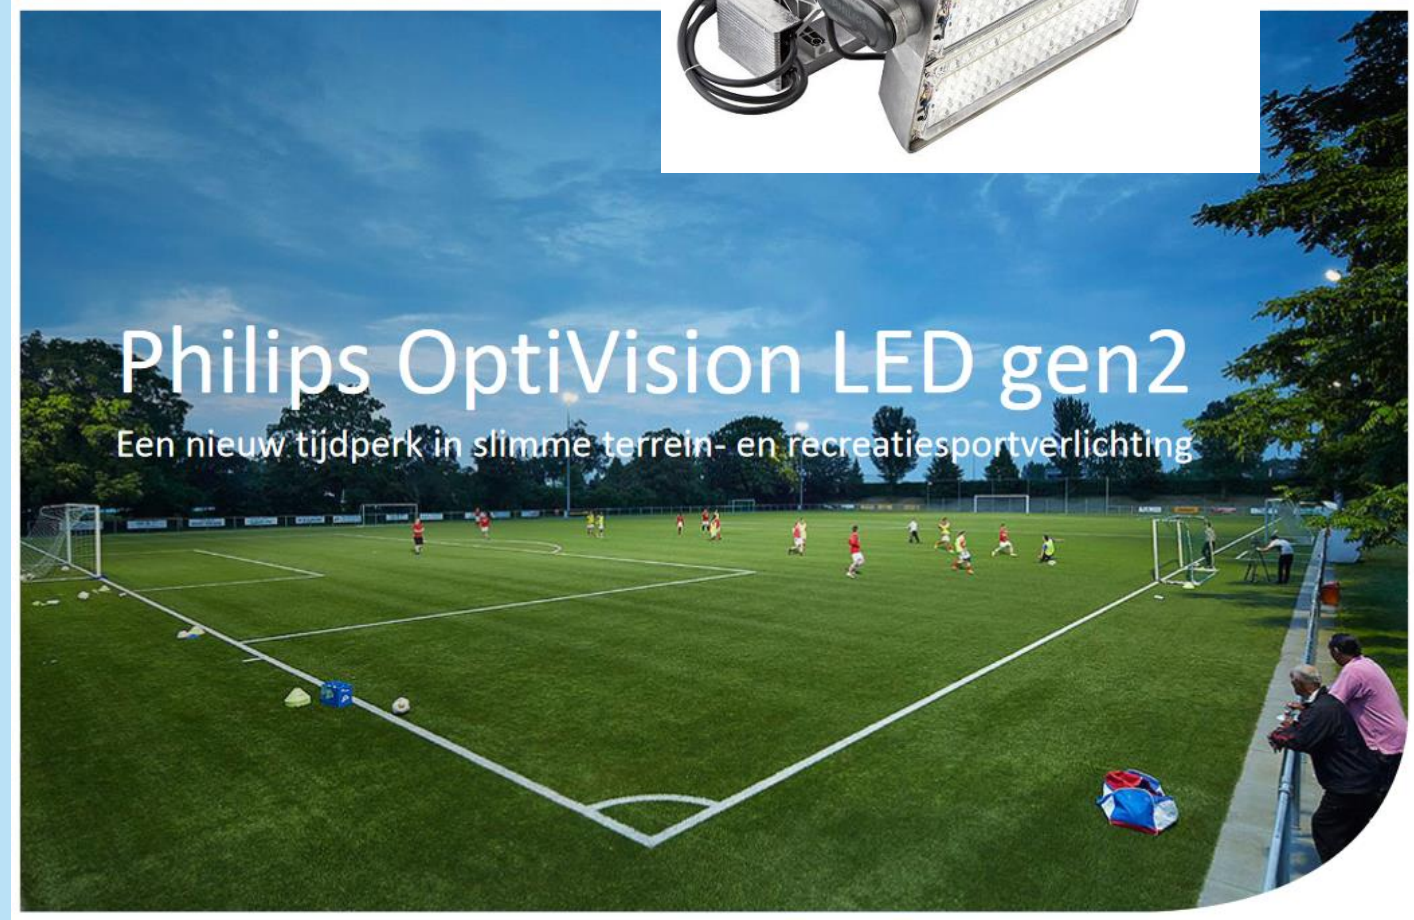 Philips OptiVision LED gen2
Een nieuw tijdperk in slimme terrein- en recreatiesportverlichting